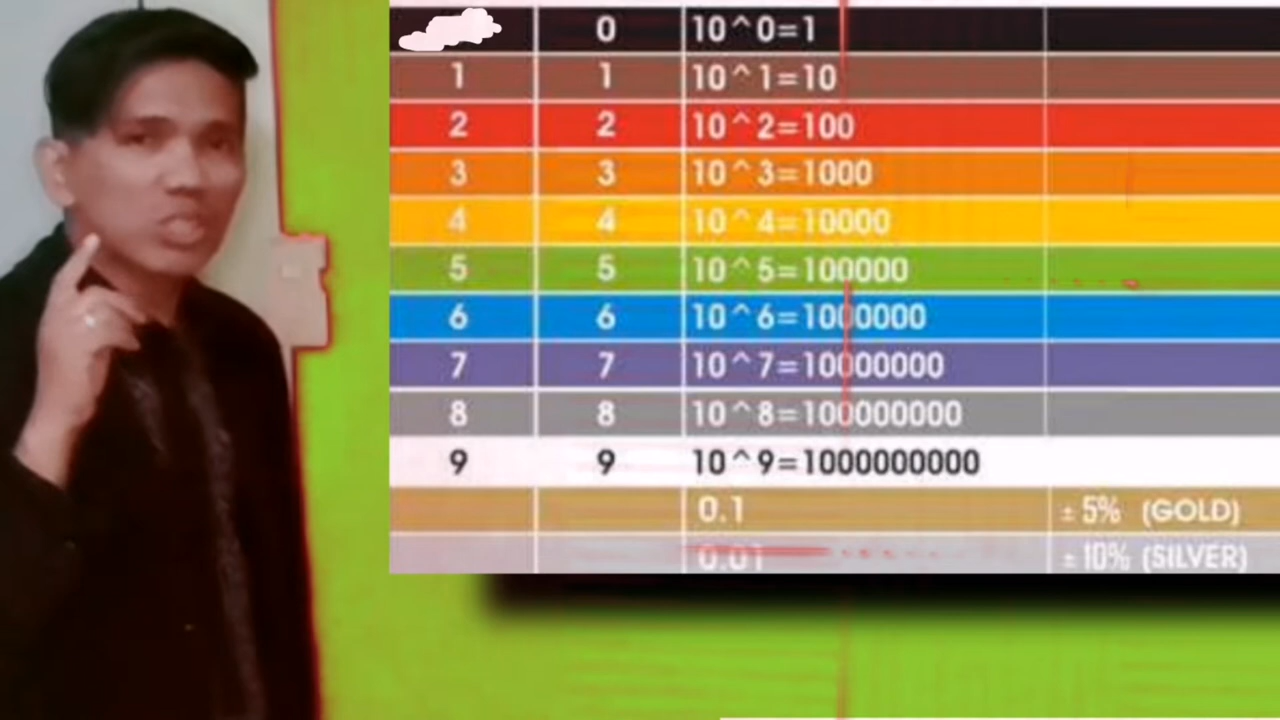 0 10^0=1
1 1 10^1=10
2 2 10^2=100
3 3 10^3=1000
4 4 10^4=10000
5 5 10^5=100000
6 6 10^6=1000000
7 7 10^7=10000000
8 8 10^8=100000000
9 9 10^9=1000000000
0.1 ± 5% (GOLD)
0.01 ± 10% (SILVER)